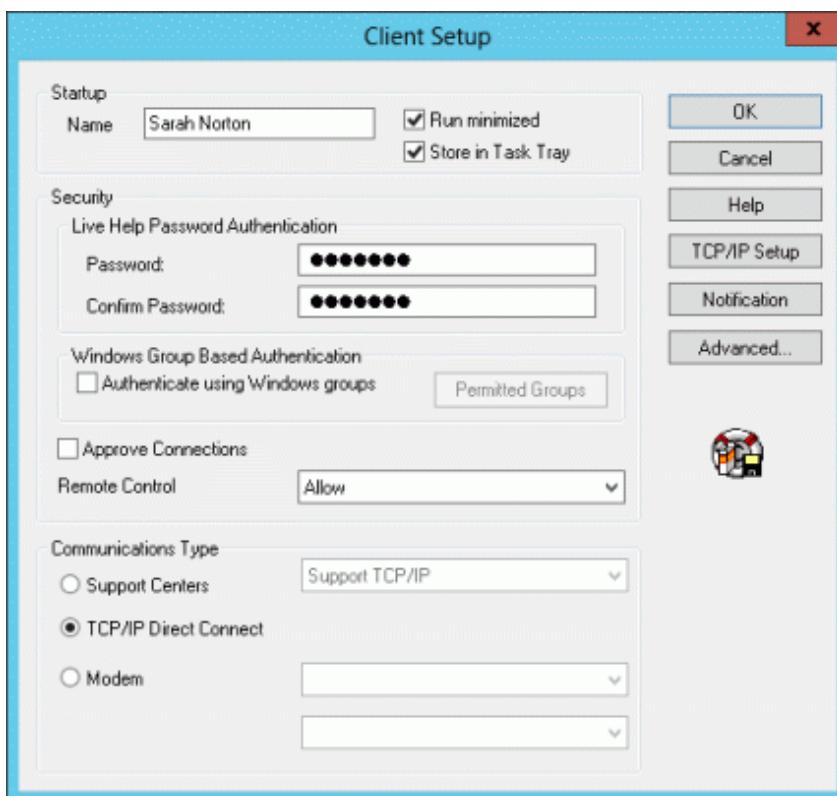 Client Setup
x
Startup
Name Sarah Norton
Run minimized
Store in Task Tray
OK
Cancel
Help
TCP/IP Setup
Notification
Advanced...
Security
Live Help Password Authentication
Password: ●●●●●●●
Confirm Password: ●●●●●●●
Windows Group Based Authentication
Authenticate using Windows groups Permitted Groups
Approve Connections
Remote Control Allow
Communications Type
Support Centers Support TCP/IP
TCP/IP Direct Connect
Modem